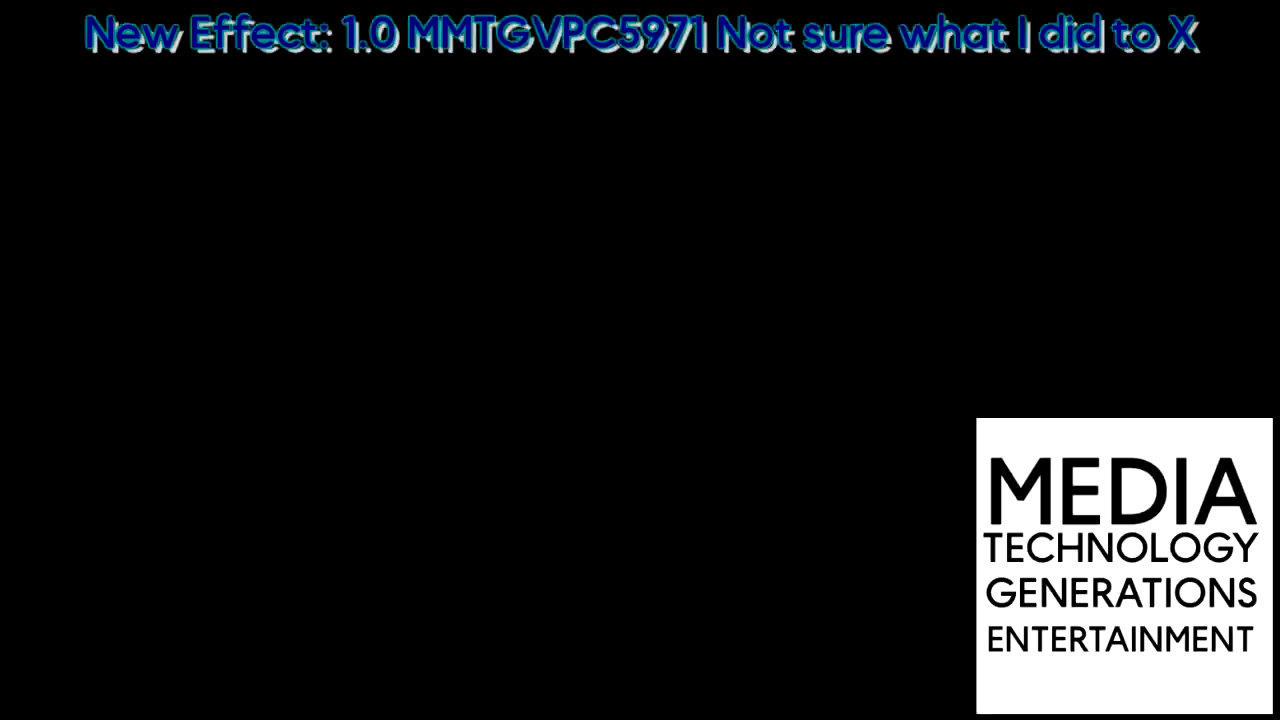 New Effect: 1.0 MMTGVPC5971 Not sure what I did to X
MEDIA
TECHNOLOGY
GENERATIONS
ENTERTAINMENT